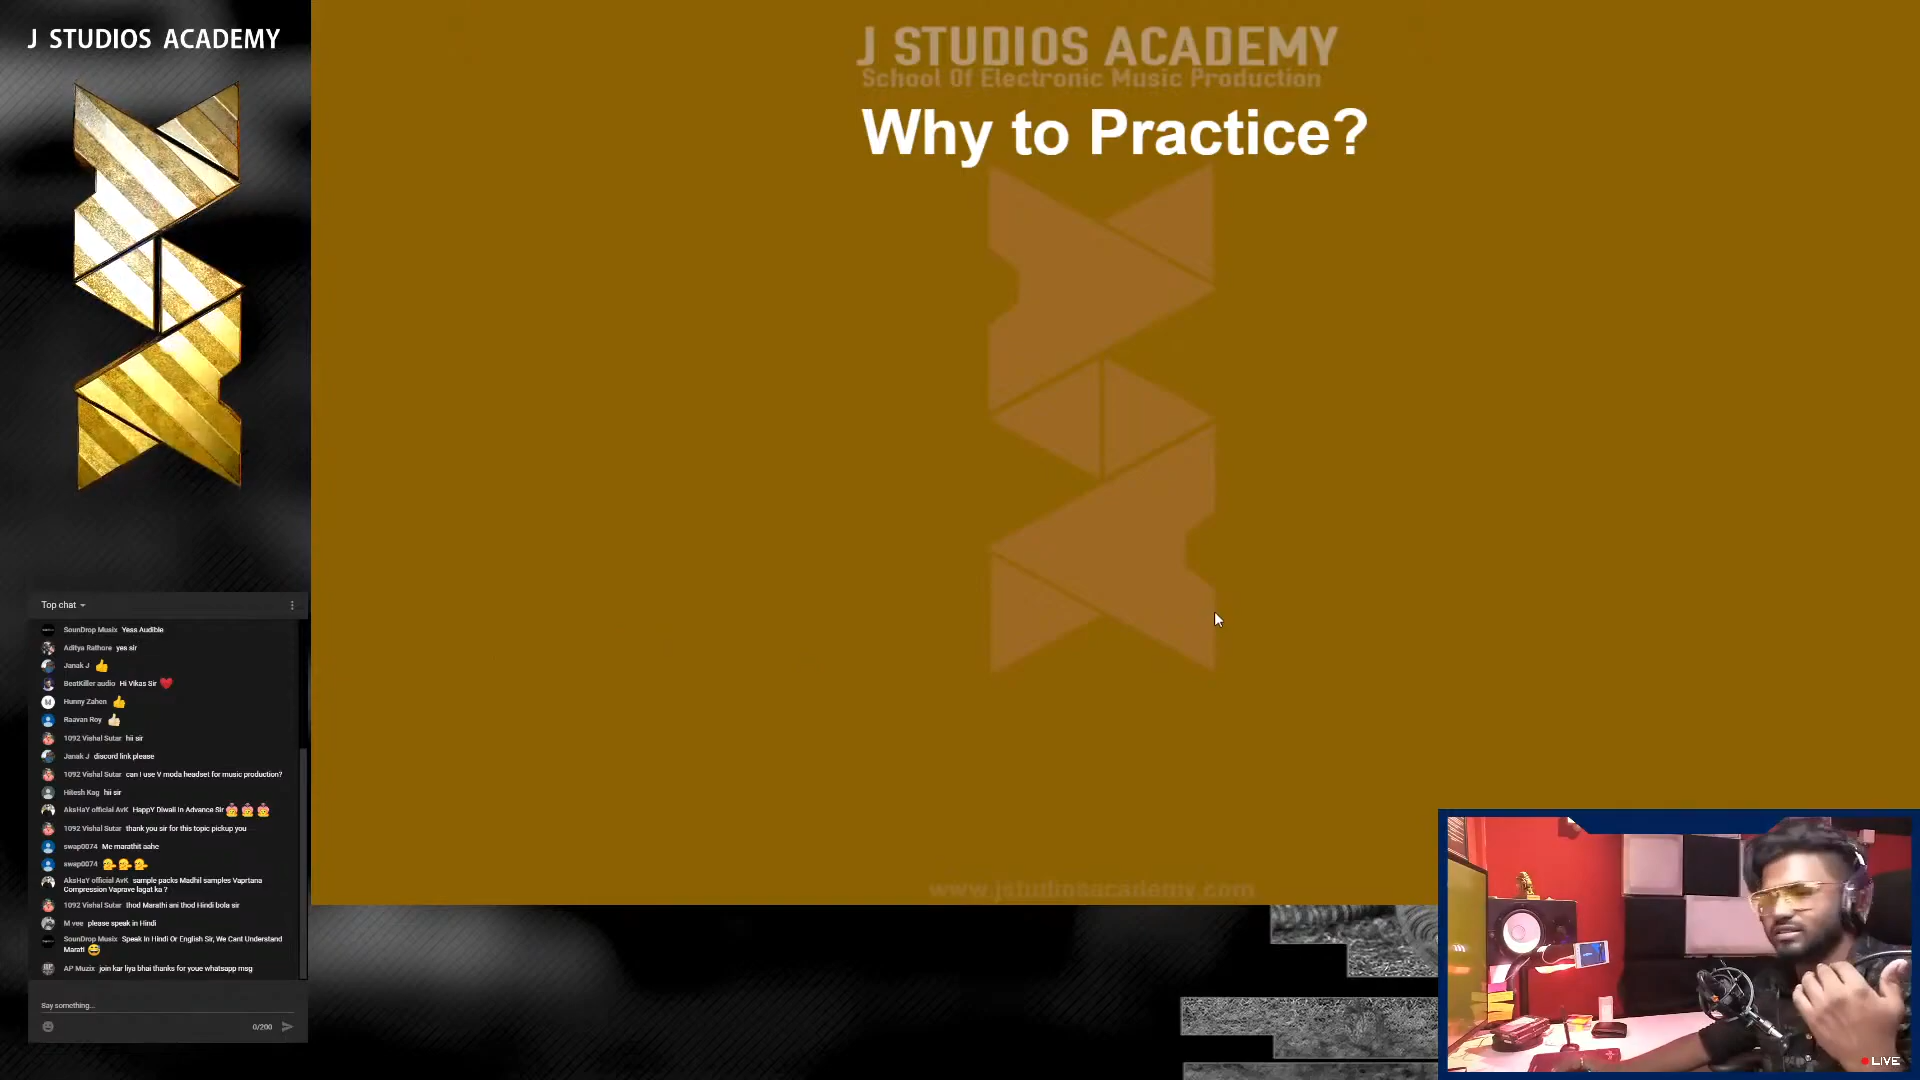 J STUDIOS ACADEMY
J STUDIOS ACADEMY
School Of Electronic Music Production
Why to Practice?
www.jstudiosacademy.com
Top chat
SounDrop Musix Yess Audible
Aditya Rathore yes sir
Janak J
BeatKiller audio Hi Vikas Sir
Hunny Zahen
Raavan Roy
1092 Vishal Sutar hii sir
Janak J discord link please
1092 Vishal Sutar can I use V moda headset for music production?
Hitesh Kag hii sir
AksHaY official AvK HappY Diwali In Advance Sir
1092 Vishal Sutar thank you sir for this topic pickup you
swap0074 Me marathit aahe
swap0074
AksHaY official AvK sample packs Madhil samples Vaprtana
Compression Vaprave lagat ka ?
1092 Vishal Sutar thod Marathi ani thod Hindi bola sir
M vee please speak in Hindi
SounDrop Musix Speak In Hindi Or English Sir, We Cant Understand
Marati
AP Muzix join kar liya bhai thanks for youe whatsapp msg
Say something...
0/200
LIVE